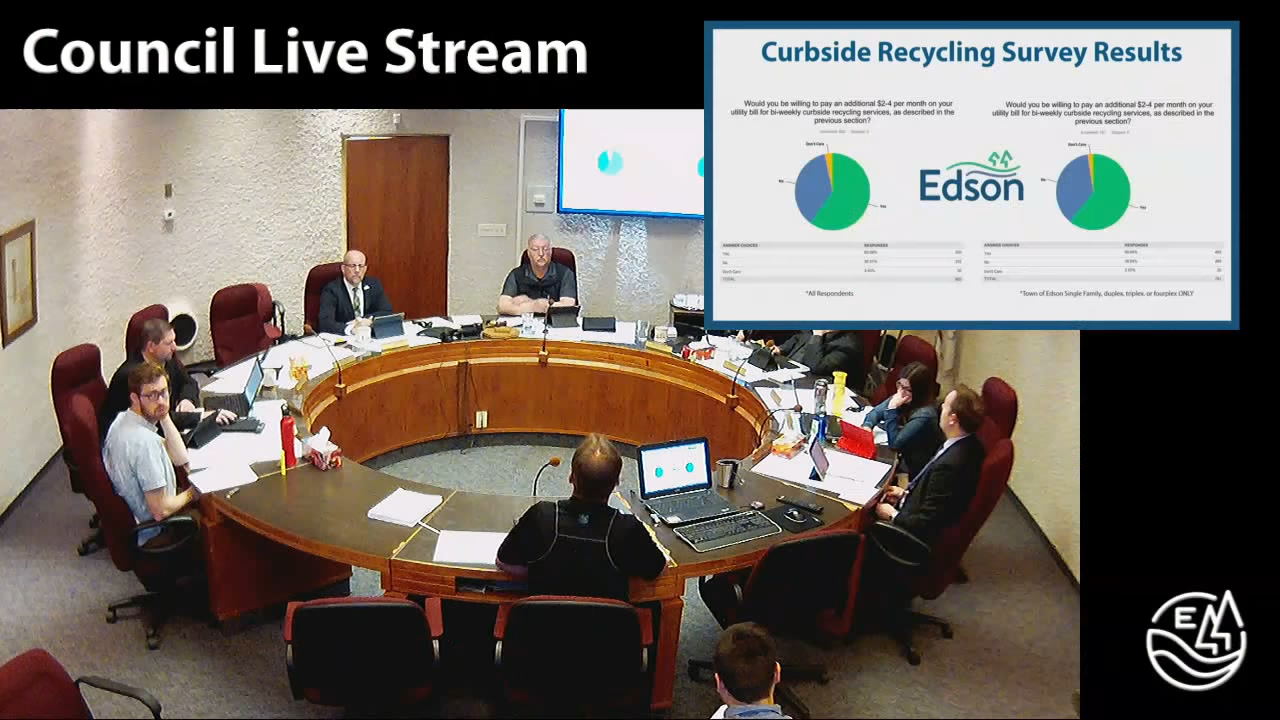 Council Live Stream
Curbside Recycling Survey Results
Would you be willing to pay an additional $2-4 per month on your
utility bill for bi-weekly curbside recycling services, as described in the
previous section?
Would you be willing to pay an additional $2-4 per month on your
utility bill for bi-weekly curbside recycling services, as described in the
previous section?
Don't Care
No
Yes
Edson
Don't Care
No
Yes
ANSWER CHOICES RESPONSES
Yes
No
Don't Care
TOTAL
ANSWER CHOICES RESPONSES
Yes
No
Don't Care
TOTAL
*All Respondents
*Town of Edson Single Family, duplex, triplex, or fourplex ONLY
E